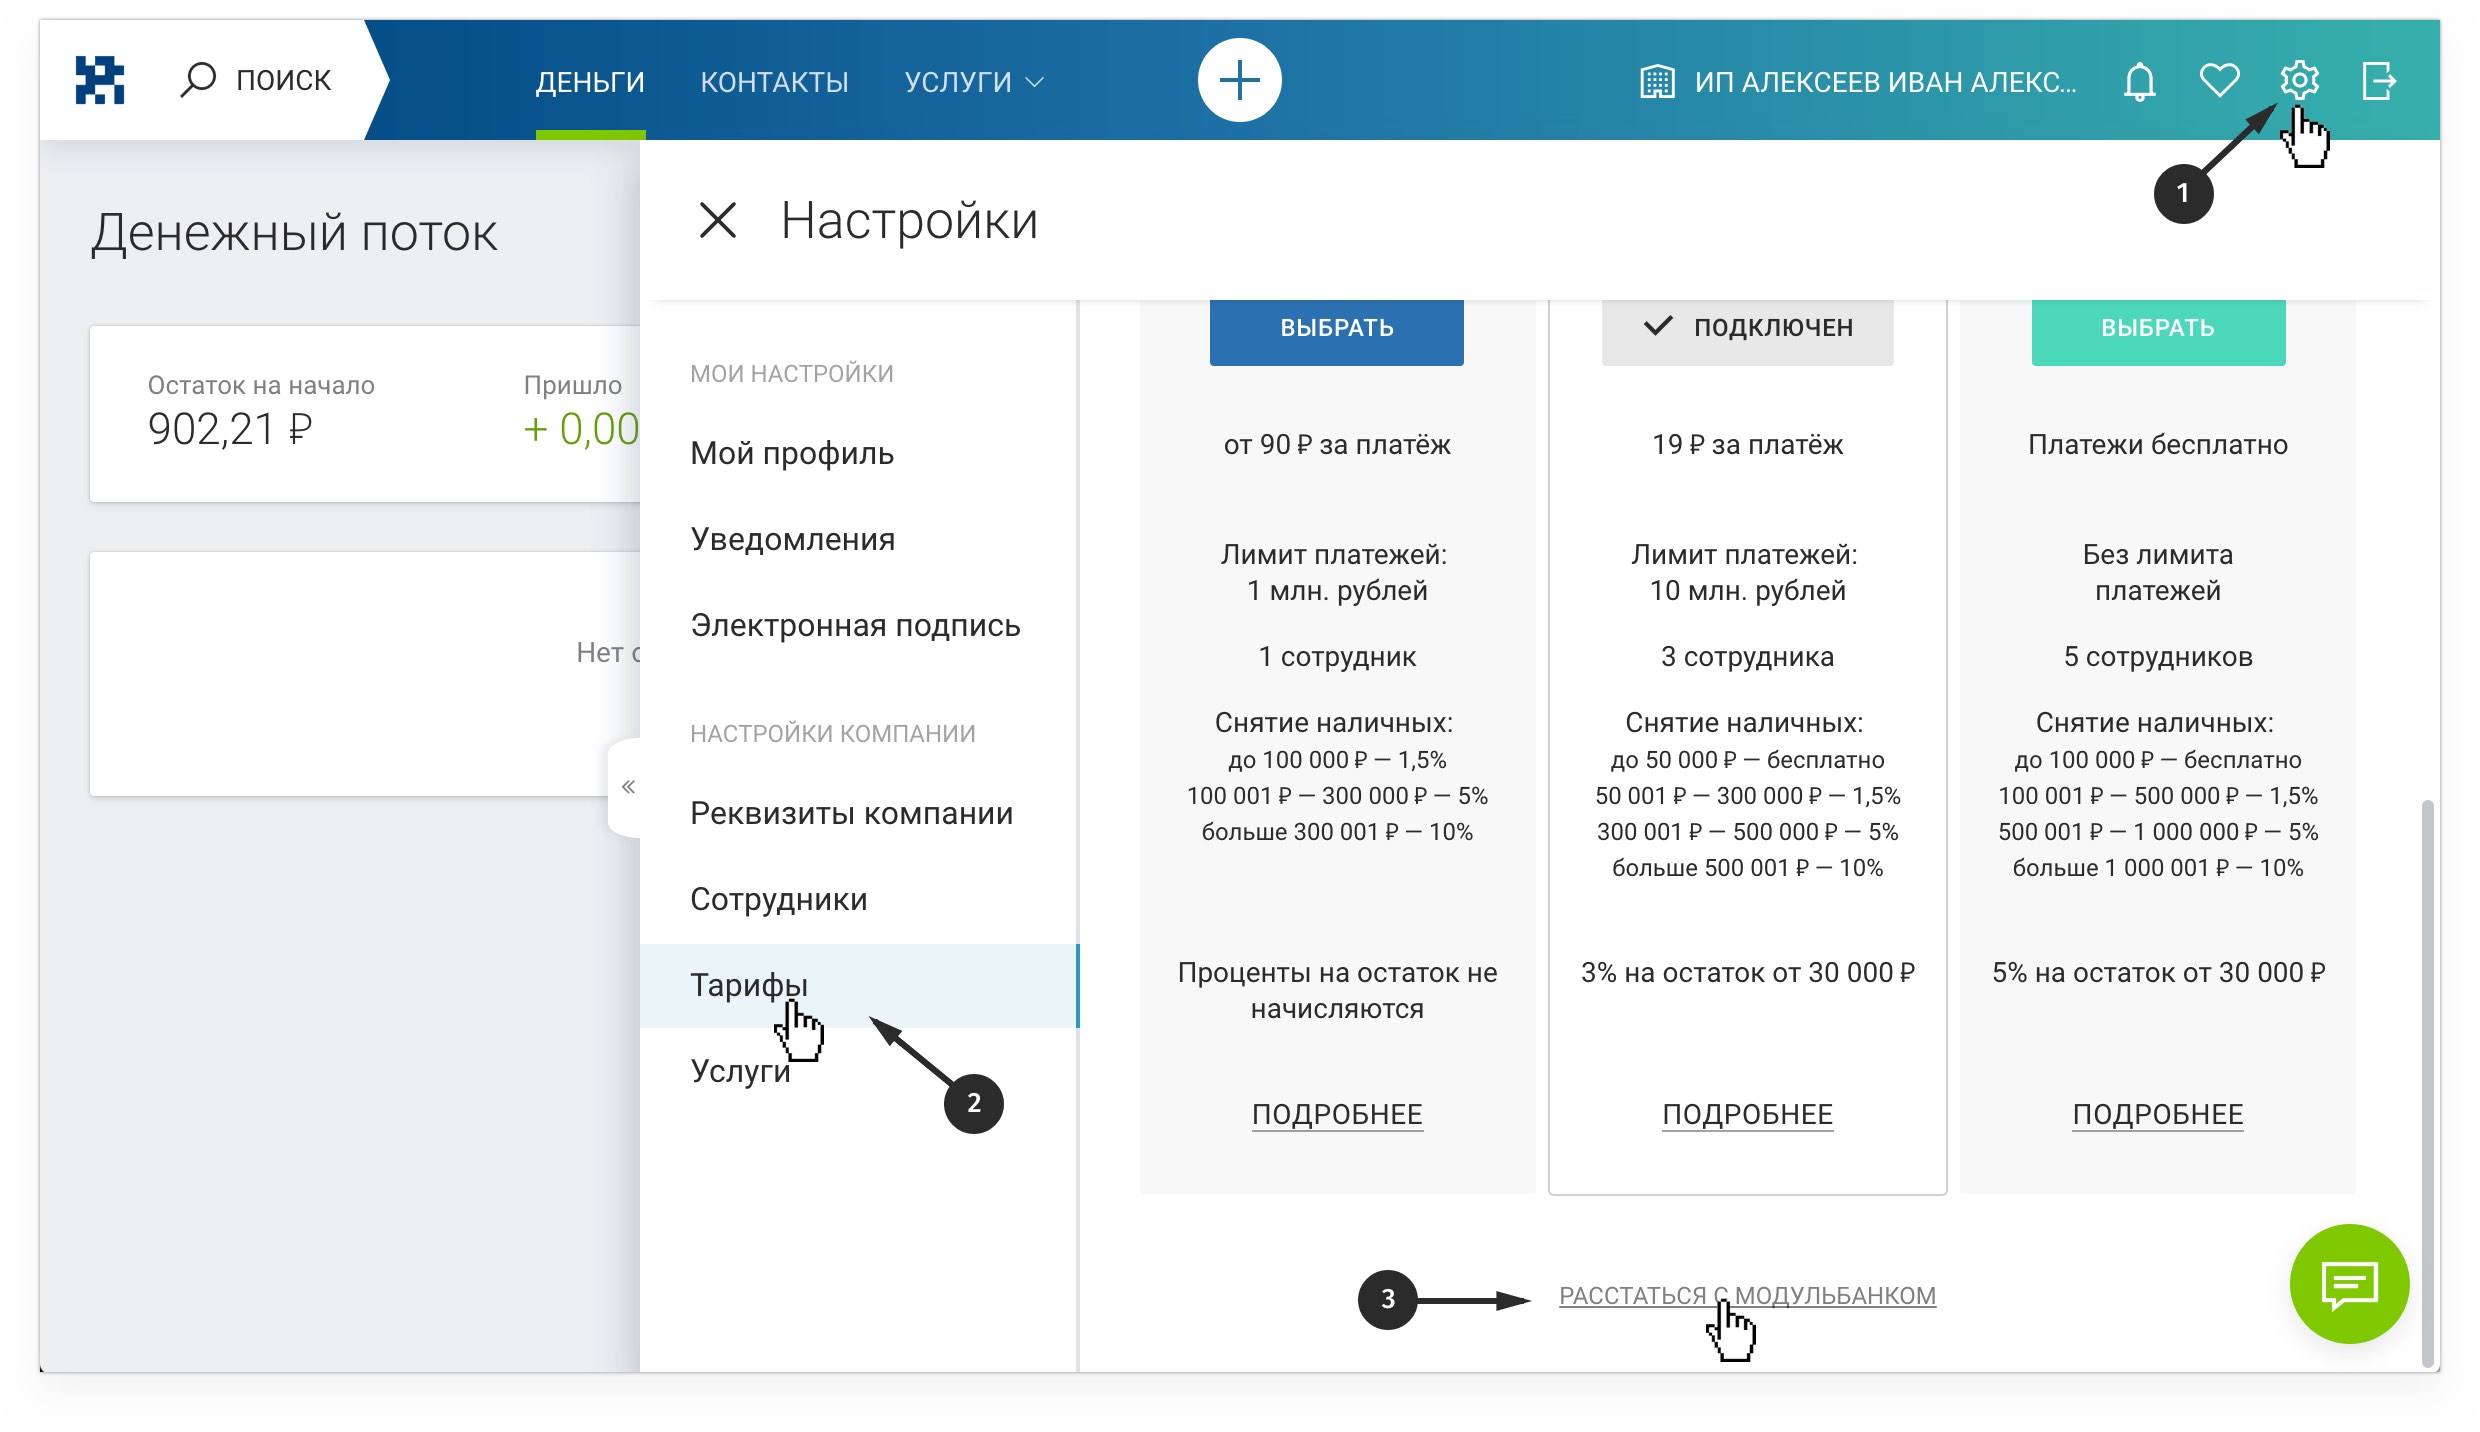 ПОИСК
ДЕНЬГИ
КОНТАКТЫ
УСЛУГИ
ИП АЛЕКСЕЕВ ИВАН АЛЕКС...
1
Денежный поток
Остаток на начало
902,21 ₽
Пришло
+ 0,00
Нет
«
Настройки
МОИ НАСТРОЙКИ
Мой профиль
Уведомления
Электронная подпись
НАСТРОЙКИ КОМПАНИИ
Реквизиты компании
Сотрудники
Тарифы
Услуги
2
ВЫБРАТЬ
от 90 ₽ за платёж
Лимит платежей:
1 млн. рублей
1 сотрудник
Снятие наличных:
до 100 000 ₽ — 1,5%
100 001 ₽ — 300 000 ₽ — 5%
больше 300 001 ₽ — 10%
Проценты на остаток не
начисляются
ПОДРОБНЕЕ
ПОДКЛЮЧЕН
19 ₽ за платёж
Лимит платежей:
10 млн. рублей
3 сотрудника
Снятие наличных:
до 50 000 ₽ — бесплатно
50 001 ₽ — 300 000 ₽ — 1,5%
300 001 ₽ — 500 000 ₽ — 5%
больше 500 001 ₽ — 10%
3% на остаток от 30 000 ₽
ПОДРОБНЕЕ
ВЫБРАТЬ
Платежи бесплатно
Без лимита
платежей
5 сотрудников
Снятие наличных:
до 100 000 ₽ — бесплатно
100 001 ₽ — 500 000 ₽ — 1,5%
500 001 ₽ — 1 000 000 ₽ — 5%
больше 1 000 001 ₽ — 10%
5% на остаток от 30 000 ₽
ПОДРОБНЕЕ
3
РАССТАТЬСЯ С МОДУЛЬБАНКОМ